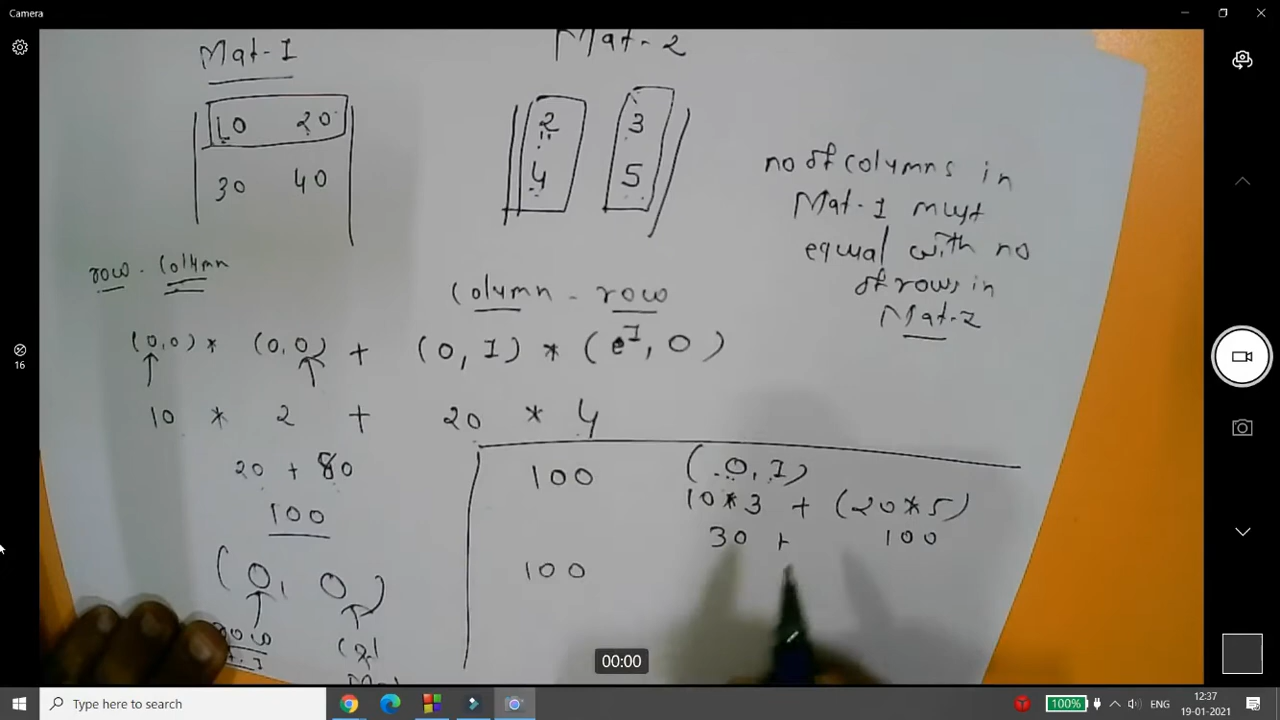 Camera
Mat-1 Mat-2
10 20 2 3
30 40 4 5
no of columns in
Mat-1 must
equal with no
of rows in
Mat-2
row - column
column - row
(0,0) * (0,0) + (0,1) * (1,0)
10 * 2 + 20 * 4
20 + 80
100
(0, 0)
100 (0,1)
10*3 + (20*5)
30 + 100
100
00:00
16
Type here to search
100%
ENG
12:37
19-01-2021